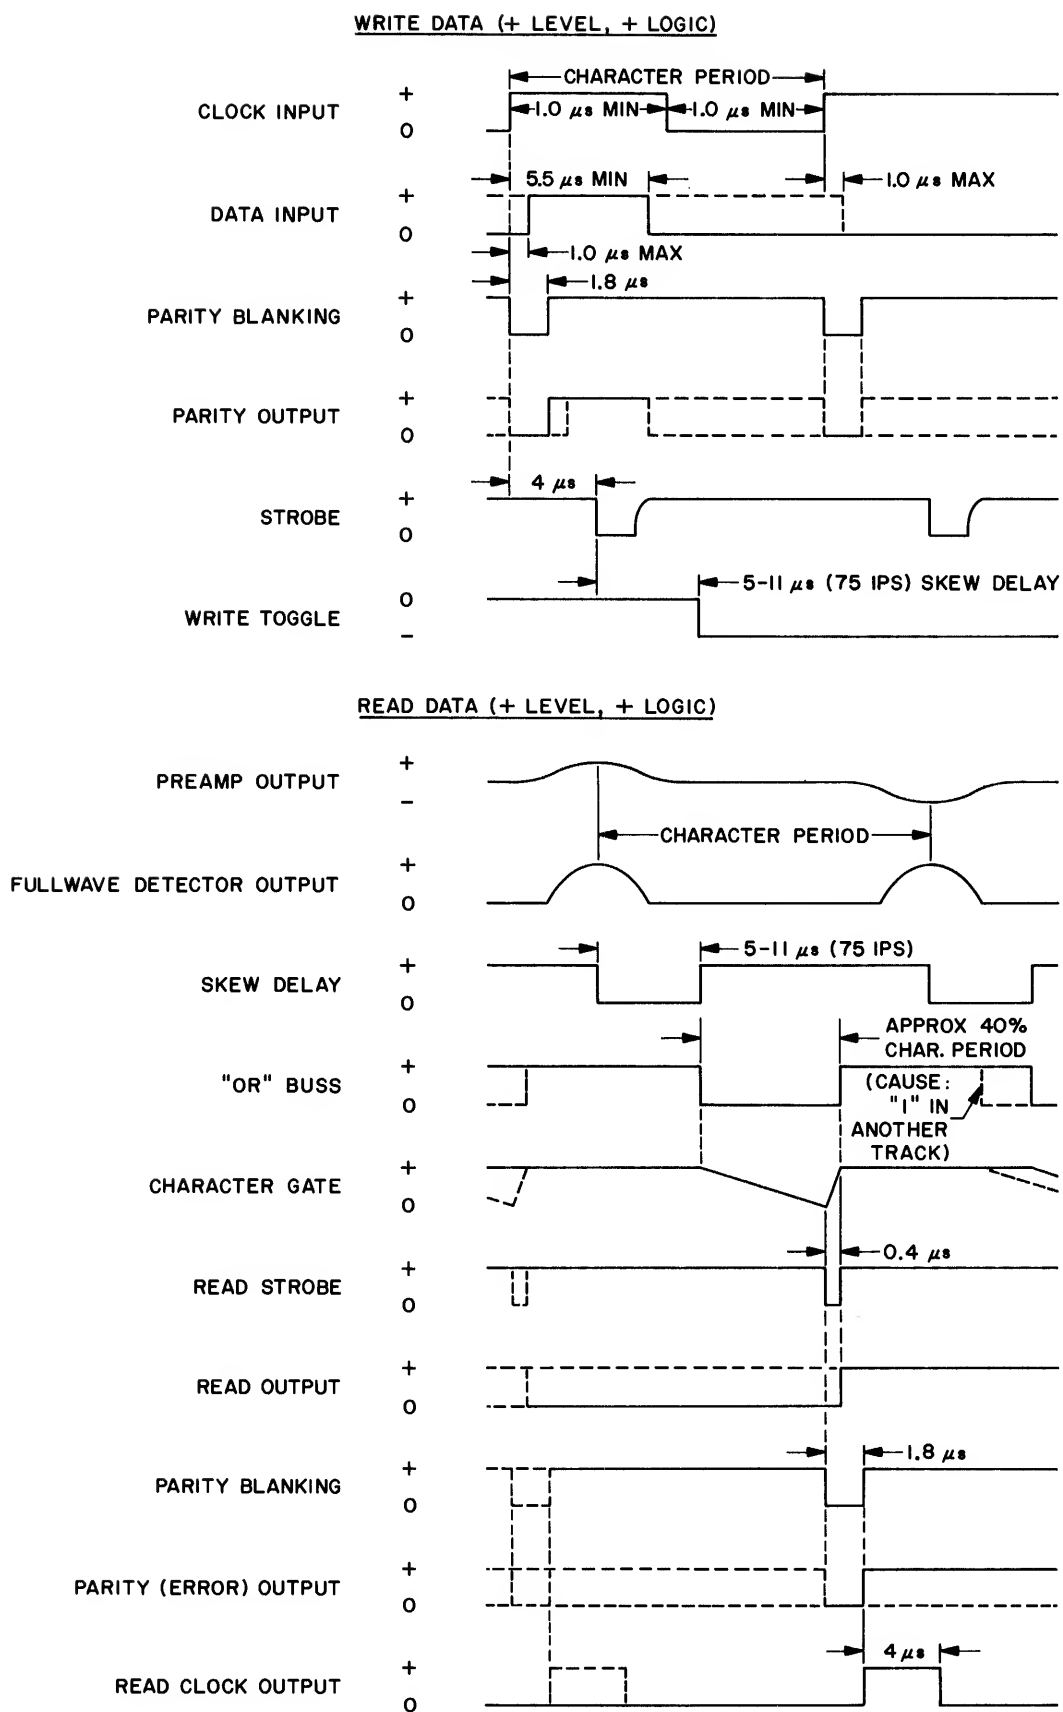 WRITE DATA (+ LEVEL, + LOGIC)
CHARACTER PERIOD
CLOCK INPUT
+
0
1.0 μs MIN
1.0 μs MIN
5.5 μs MIN
1.0 μs MAX
DATA INPUT
+
0
1.0 μs MAX
1.8 μs
PARITY BLANKING
+
0
PARITY OUTPUT
+
0
4 μs
STROBE
+
0
5-11 μs (75 IPS) SKEW DELAY
WRITE TOGGLE
0
-
READ DATA (+ LEVEL, + LOGIC)
PREAMP OUTPUT
+
-
CHARACTER PERIOD
FULLWAVE DETECTOR OUTPUT
+
0
5-11 μs (75 IPS)
SKEW DELAY
+
0
APPROX 40%
CHAR. PERIOD
"OR" BUSS
+
0
(CAUSE:
"1" IN
ANOTHER
TRACK)
CHARACTER GATE
+
0
0.4 μs
READ STROBE
+
0
READ OUTPUT
+
0
1.8 μs
PARITY BLANKING
+
0
PARITY (ERROR) OUTPUT
+
0
4 μs
READ CLOCK OUTPUT
+
0